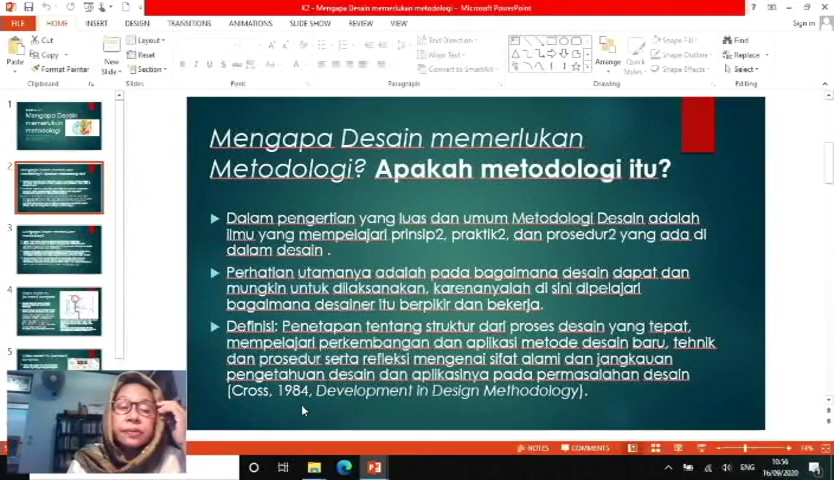 K2 - Mengapa Desain memerlukan metodologi - Microsoft PowerPoint
Sign in
FILE HOME INSERT DESIGN TRANSITIONS ANIMATIONS SLIDE SHOW REVIEW VIEW
Cut
Copy
Format Painter
Paste
Clipboard
New
Slide
Layout
Reset
Section
Slides
Font
Paragraph
Text Direction
Align Text
Convert to SmartArt
Arrange
Quick
Styles
Shape Fill
Shape Outline
Shape Effects
Drawing
Find
Replace
Select
Editing
1
Mengapa Desain
memerlukan
metodologi
2
3
4
5
Mengapa Desain memerlukan
Metodologi? Apakah metodologi itu?
Dalam pengertian yang luas dan umum Metodologi Desain adalah
ilmu yang mempelajari prinsip2, praktik2, dan prosedur2 yang ada di
dalam desain .
Perhatian utamanya adalah pada bagaimana desain dapat dan
mungkin untuk dilaksanakan, karenanyalah di sini dipelajari
bagaimana desainer itu berpikir dan bekerja.
Definisi: Penetapan tentang struktur dari proses desain yang tepat,
mempelajari perkembangan dan aplikasi metode desain baru, tehnik
dan prosedur serta refleksi mengenai sifat alami dan jangkauan
pengetahuan desain dan aplikasinya pada permasalahan desain
(Cross, 1984, Development in Design Methodology).
NOTES COMMENTS 74%
ENG 10:56
16/09/2020